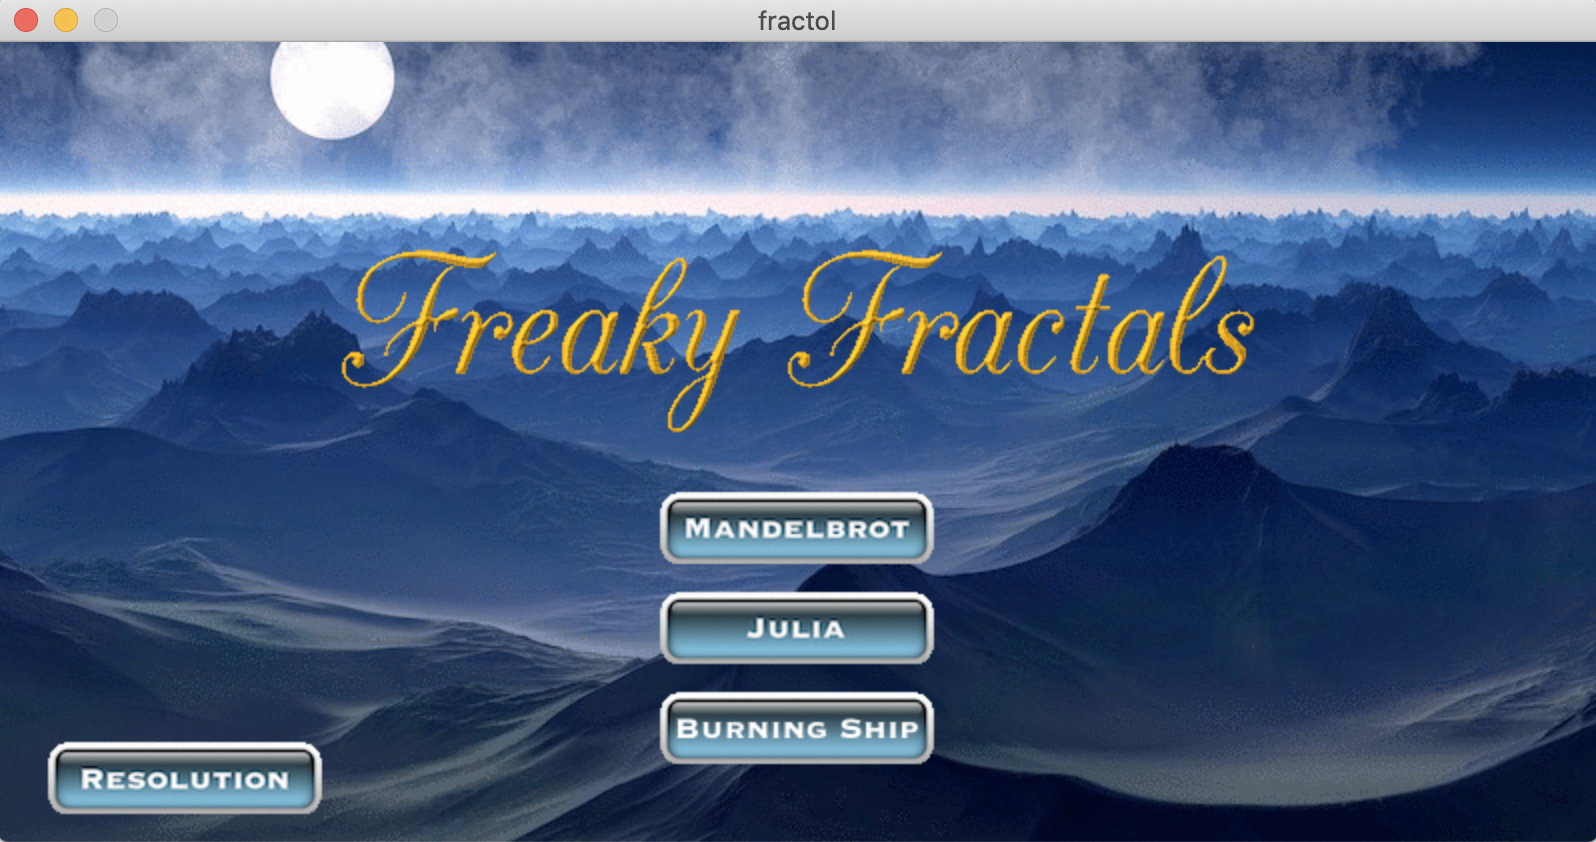 fractol
Freaky Fractals
MANDELBROT
JULIA
BURNING SHIP
RESOLUTION